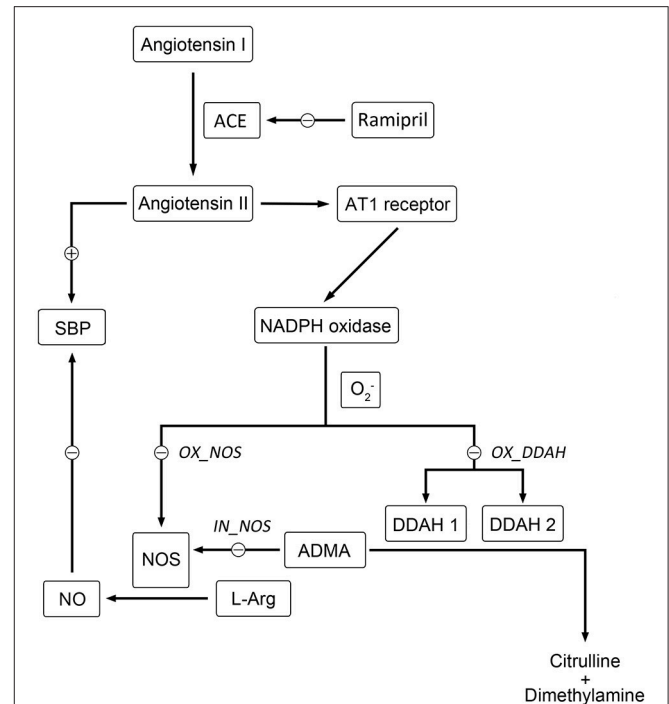 Angiotensin I
ACE
⊖
Ramipril
Angiotensin II
AT1 receptor
⊕
SBP
NADPH oxidase
O₂⁻
⊖
⊖ OX_NOS
⊖ OX_DDAH
DDAH 1
DDAH 2
IN_NOS
NOS
⊖
ADMA
NO
L-Arg
Citrulline
+
Dimethylamine